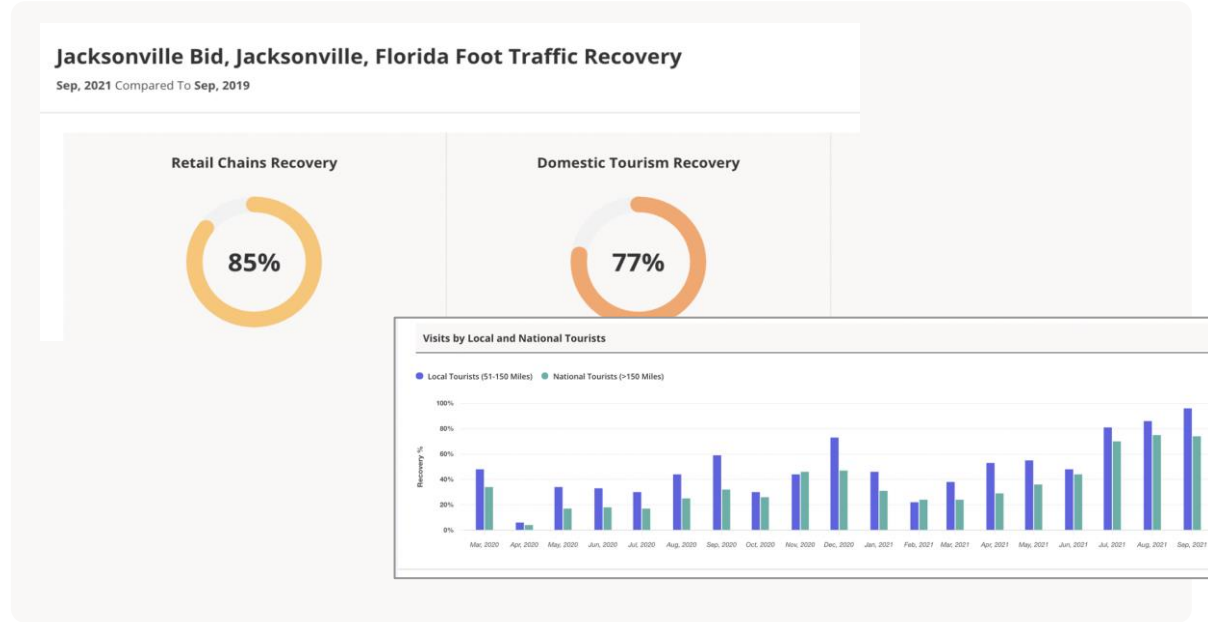 Jacksonville Bid, Jacksonville, Florida Foot Traffic Recovery
Sep, 2021 Compared To Sep, 2019
Retail Chains Recovery
Domestic Tourism Recovery
85%
77%
Visits by Local and National Tourists
Local Tourists (51-150 Miles) National Tourists (>150 Miles)
100%
80%
60%
40%
20%
0%
Recovery %
Mar, 2020 Apr, 2020 May, 2020 Jun, 2020 Jul, 2020 Aug, 2020 Sep, 2020 Oct, 2020 Nov, 2020 Dec, 2020 Jan, 2021 Feb, 2021 Mar, 2021 Apr, 2021 May, 2021 Jun, 2021 Jul, 2021 Aug, 2021 Sep, 2021